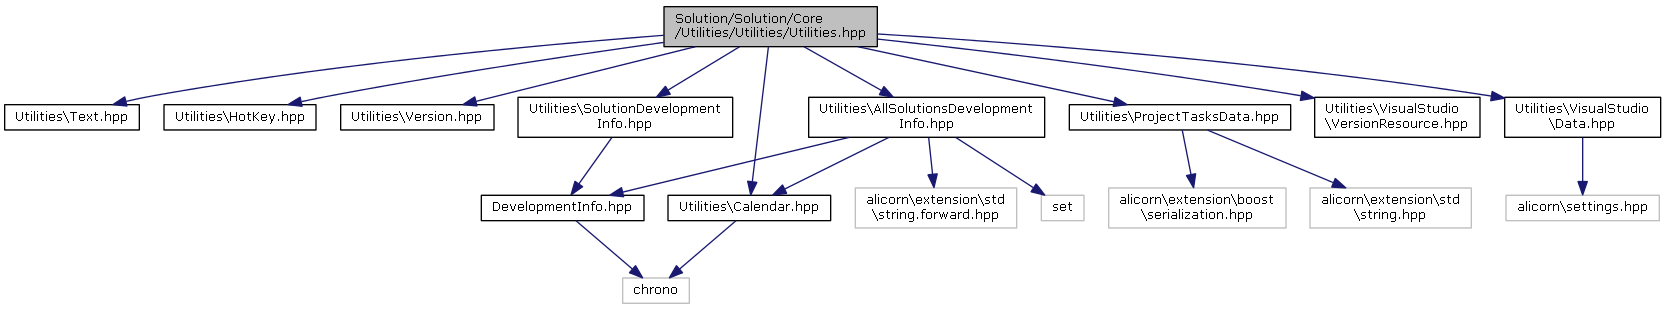 Solution/Solution/Core
/Utilities/Utilities/Utilities.hpp
Utilities\Text.hpp
Utilities\HotKey.hpp
Utilities\Version.hpp
Utilities\SolutionDevelopment
Info.hpp
Utilities\AllSolutionsDevelopment
Info.hpp
Utilities\ProjectTasksData.hpp
Utilities\VisualStudio
\VersionResource.hpp
Utilities\VisualStudio
\Data.hpp
DevelopmentInfo.hpp
Utilities\Calendar.hpp
alicorn\extension\std
\string.forward.hpp
set
alicorn\extension\boost
\serialization.hpp
alicorn\extension\std
\string.hpp
alicorn\settings.hpp
chrono